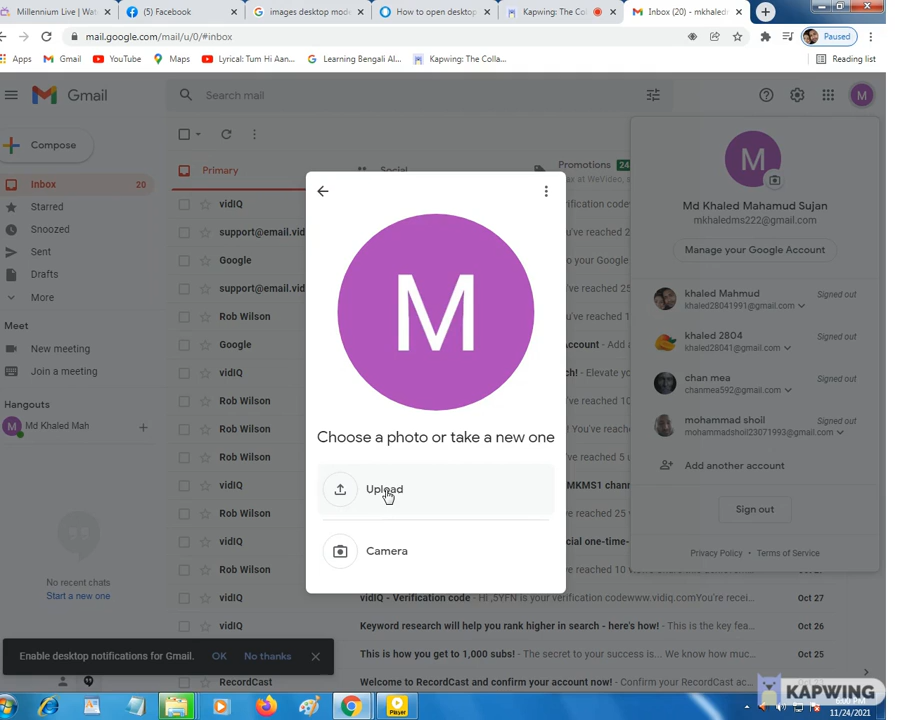 Millennium Live | Wat
(5) Facebook
images desktop mod
How to open desktop
Kapwing: The Col
Inbox (20) - mkhaled
mail.google.com/mail/u/0/#inbox
Paused
Apps
Gmail
YouTube
Maps
Lyrical: Tum Hi Aan...
Learning Bengali Al...
Kapwing: The Colla...
Reading list
Gmail
Search mail
M
Compose
Inbox 20
Starred
Snoozed
Sent
Drafts
More
Meet
New meeting
Join a meeting
Hangouts
M Md Khaled Mah
No recent chats
Start a new one
Primary
Social
Promotions 24
ax at WeVideo, suppor
vidIQ
support@email.vid
Google
support@email.vid
Rob Wilson
Google
vidIQ
Rob Wilson
Rob Wilson
Rob Wilson
vidIQ
Rob Wilson
vidIQ
Rob Wilson
vidIQ vidIQ - Verification code - Hi ,5YFN is your verification codewww.vidiq.comYou're recei... Oct 27
Keyword research will help you rank higher in search - here's how! - This is the key fea... Oct 26
This is how you get to 1,000 subs! - The secret to your success is... We know how muc... Oct 25
RecordCast Welcome to RecordCast and confirm your account now! - Confirm your email ac...
M
Choose a photo or take a new one
Upload
Camera
M
Md Khaled Mahamud Sujan
mkhaledms222@gmail.com
Manage your Google Account
khaled Mahmud Signed out
khaled28041991@gmail.com
khaled 2804 Signed out
khaled28041@gmail.com
chan mea Signed out
chanmea592@gmail.com
mohammad shoil Signed out
mohammadshoil23071993@gmail.com
Add another account
Sign out
Privacy Policy • Terms of Service
Enable desktop notifications for Gmail. OK No thanks
Player
KAPWING
6:00 PM
11/24/2021